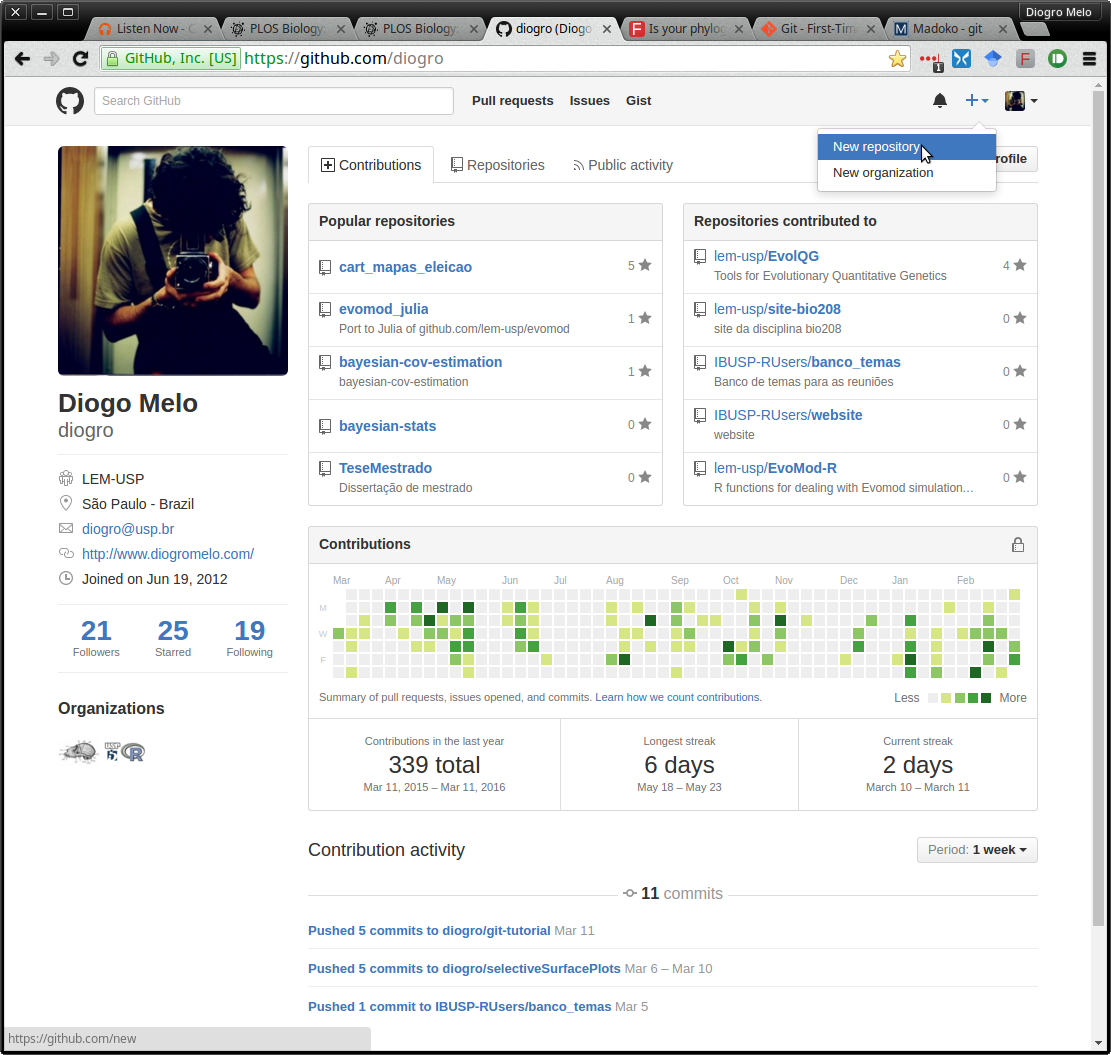 Diogro Melo
Listen Now - G
PLOS Biology:
PLOS Biology:
diogro (Diogo
Is your phylog
Git - First-Tim
Madoko - git
GitHub, Inc. [US] https://github.com/diogro
Search GitHub
Pull requests Issues Gist
New repository
New organization
rofile
Contributions Repositories Public activity
Popular repositories
cart_mapas_eleicao 5
evomod_julia 1
Port to Julia of github.com/lem-usp/evomod
bayesian-cov-estimation 1
bayesian-cov-estimation
bayesian-stats 0
TeseMestrado 0
Dissertação de mestrado
Repositories contributed to
lem-usp/EvolQG 4
Tools for Evolutionary Quantitative Genetics
lem-usp/site-bio208 0
site da disciplina bio208
IBUSP-RUsers/banco_temas 0
Banco de temas para as reuniões
IBUSP-RUsers/website 0
website
lem-usp/EvoMod-R 0
R functions for dealing with Evomod simulation…
Diogo Melo
diogro
LEM-USP
São Paulo - Brazil
diogro@usp.br
http://www.diogromelo.com/
Joined on Jun 19, 2012
21 25 19
Followers Starred Following
Organizations
Contributions
Mar Apr May Jun Jul Aug Sep Oct Nov Dec Jan Feb
M
W
F
Summary of pull requests, issues opened, and commits. Learn how we count contributions.
Less More
Contributions in the last year
339 total
Mar 11, 2015 – Mar 11, 2016
Longest streak
6 days
May 18 – May 23
Current streak
2 days
March 10 – March 11
Contribution activity
Period: 1 week
11 commits
Pushed 5 commits to diogro/git-tutorial Mar 11
Pushed 5 commits to diogro/selectiveSurfacePlots Mar 6 – Mar 10
Pushed 1 commit to IBUSP-RUsers/banco_temas Mar 5
https://github.com/new